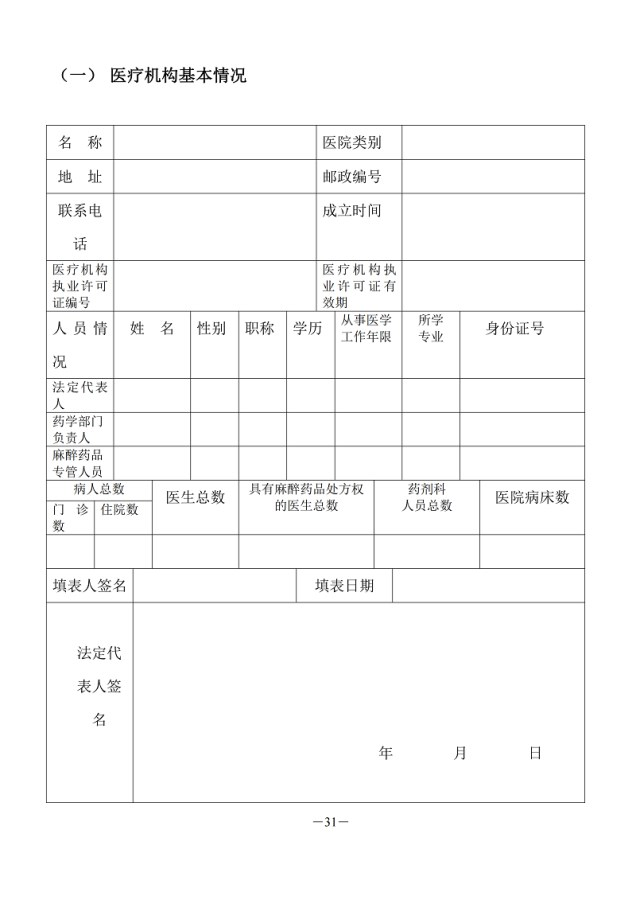 （一） 医疗机构基本情况
名 称 医院类别
地 址 邮政编号
联系电 成立时间
话
医疗机构 医疗机构执
执业许可 业许可证有
证编号 效期
人员情 姓 名 性别 职称 学历 从事医学 所学 身份证号
况 工作年限 专业
法定代表
人
药学部门
负责人
麻醉药品
专管人员
病人总数 医生总数 具有麻醉药品处方权 药剂科 医院病床数
门 诊 住院数 的医生总数 人员总数
数
填表人签名 填表日期
法定代
表人签
名
年 月 日
－31－